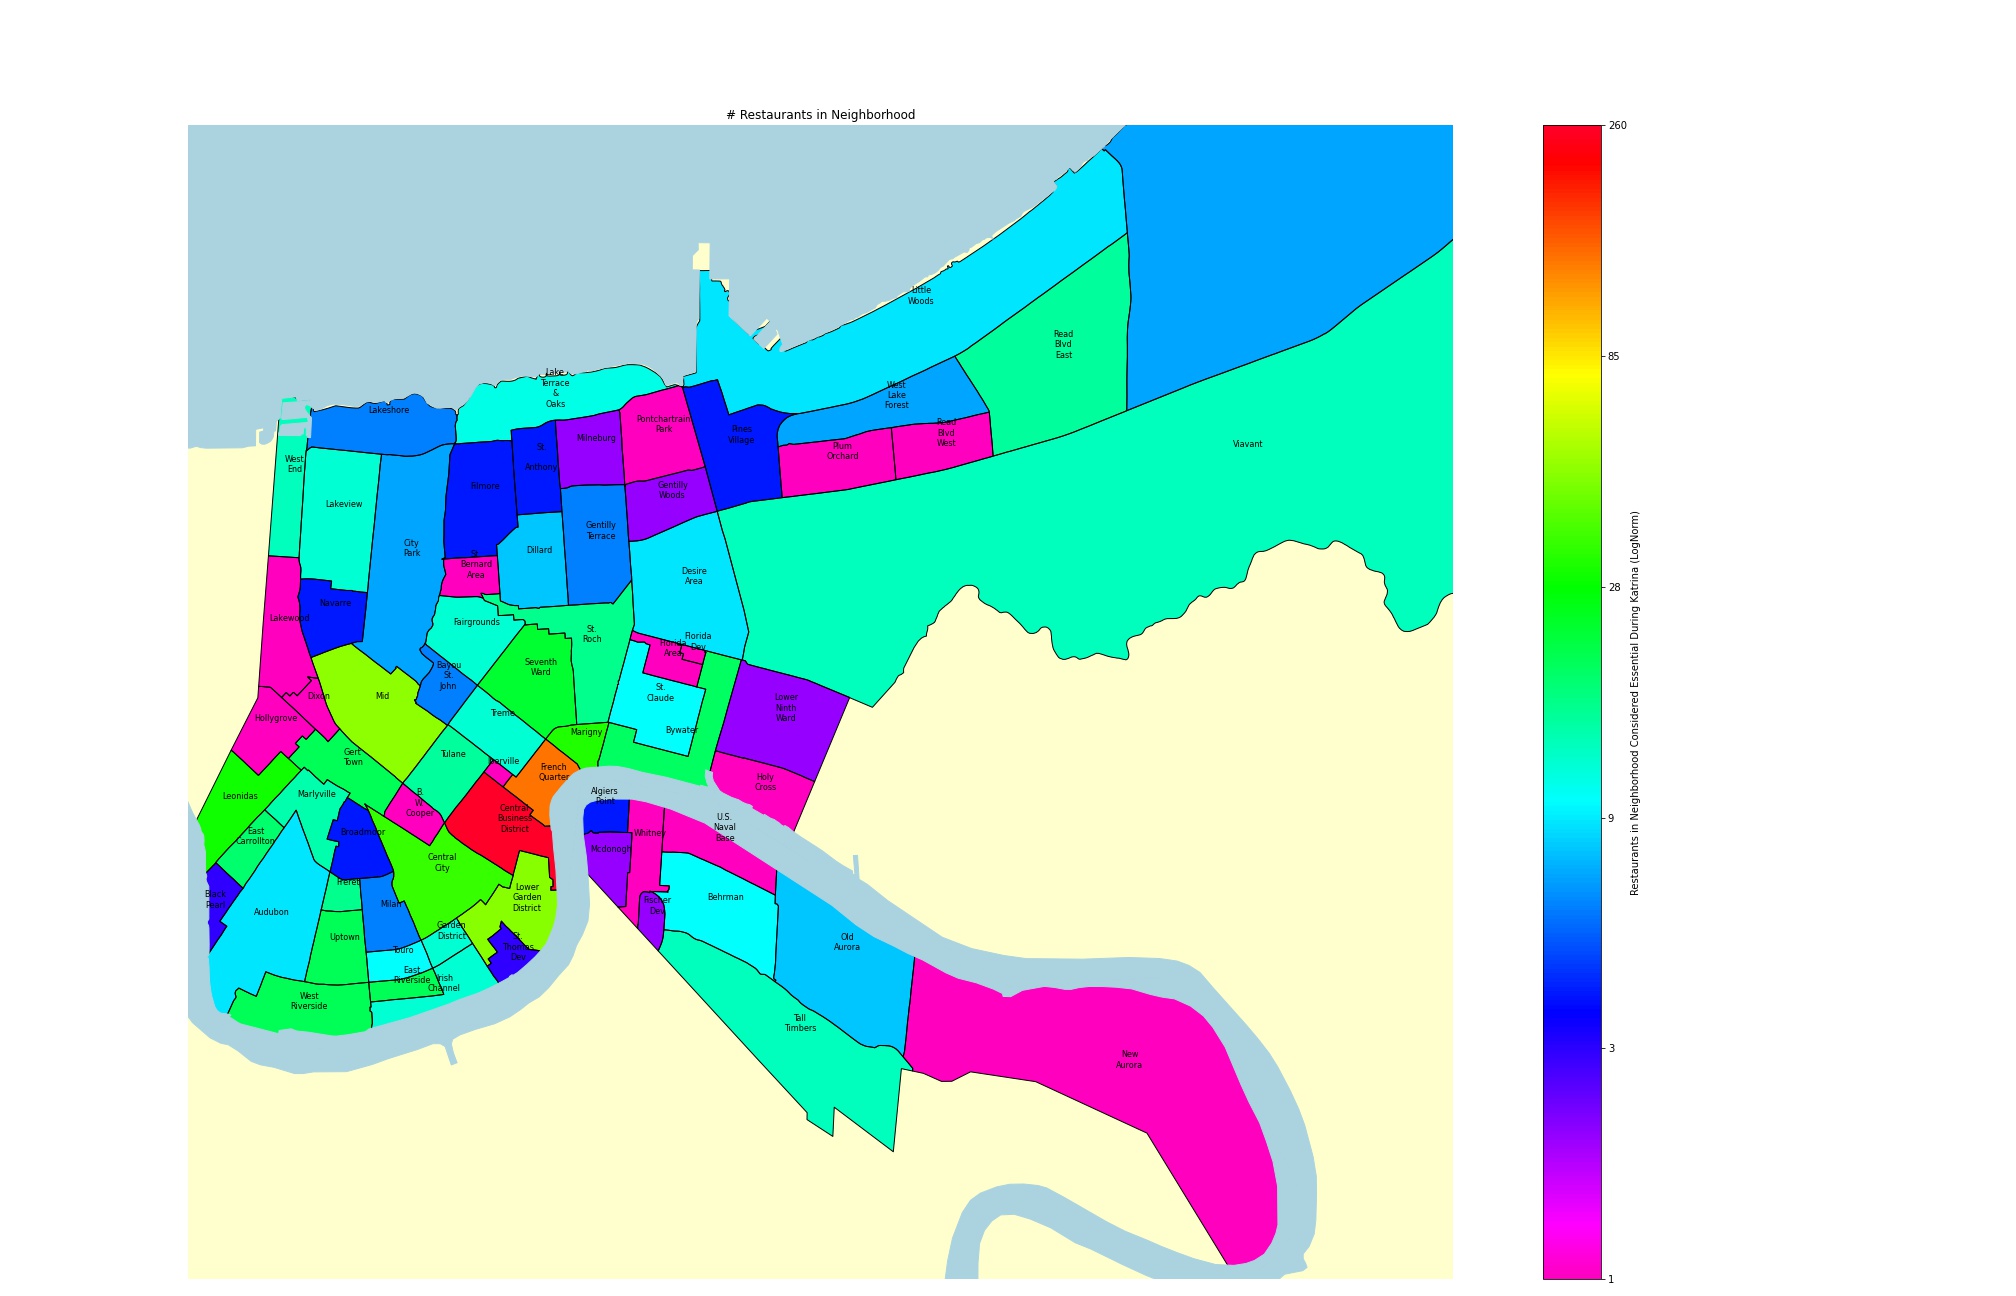 # Restaurants in Neighborhood
260
85
28
9
3
1
Restaurants in Neighborhood Considered Essential During Katrina (LogNorm)
Little
Woods
Read
Blvd
East
Viavant
West
Lake
Forest
Read
Blvd
West
Plum
Orchard
Pines
Village
Lake
Terrace
&
Oaks
Lakeshore
Pontchartrain
Park
Milneburg
St.
Anthony
Filmore
West
End
Lakeview
City
Park
Gentilly
Woods
Gentilly
Terrace
Dillard
St.
Bernard
Area
Desire
Area
Navarre
Lakewood
Fairgrounds
St.
Roch
Florida
Dev
Florida
Area
Seventh
Ward
Bayou
St.
John
St.
Claude
Lower
Ninth
Ward
Dixon
Mid
Hollygrove
Treme
Marigny
Bywater
Gert
Town
Tulane
Iberville
French
Quarter
Holy
Cross
Leonidas
Marlyville
B.
W.
Cooper
Central
Business
District
Algiers
Point
U.S.
Naval
Base
Whitney
East
Carrollton
Broadmoor
Mcdonogh
Central
City
Freret
Black
Pearl
Audubon
Milan
Lower
Garden
District
Fischer
Dev
Behrman
Uptown
Garden
District
St.
Thomas
Dev
Touro
East
Riverside
Irish
Channel
West
Riverside
Old
Aurora
Tall
Timbers
New
Aurora